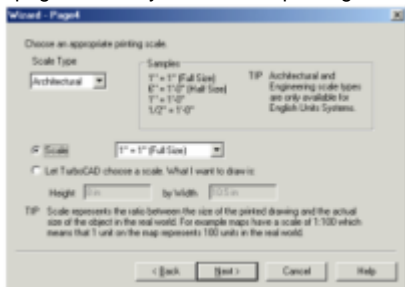 Wizard - Page4
Choose an appropriate printing scale.
Scale Type
Architectural
Samples
1" = 1" (Full Size)
6" = 1'-0" (Half Size)
1" = 1'-0"
1/2" = 1'-0"
TIP Architectural and
Engineering scale types
are only available for
English Units Systems.
Scale
1" = 1" (Full Size)
Let TurboCAD choose a scale. What I want to draw is:
Height 8 in by Width 10.5 in
TIP Scale represents the ratio between the size of the printed drawing and the actual
size of the object in the real world. For example maps have a scale of 1:100 which
means that 1 unit on the map represents 100 units in the real world.
< Back
Next >
Cancel
Help